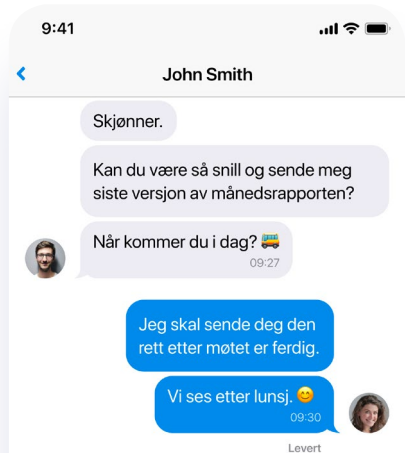 9:41
John Smith
Skjønner.
Kan du være så snill og sende meg
siste versjon av månedsrapporten?
Når kommer du i dag? 🚌
09:27
Jeg skal sende deg den
rett etter møtet er ferdig.
Vi ses etter lunsj. 😊
09:30
Levert